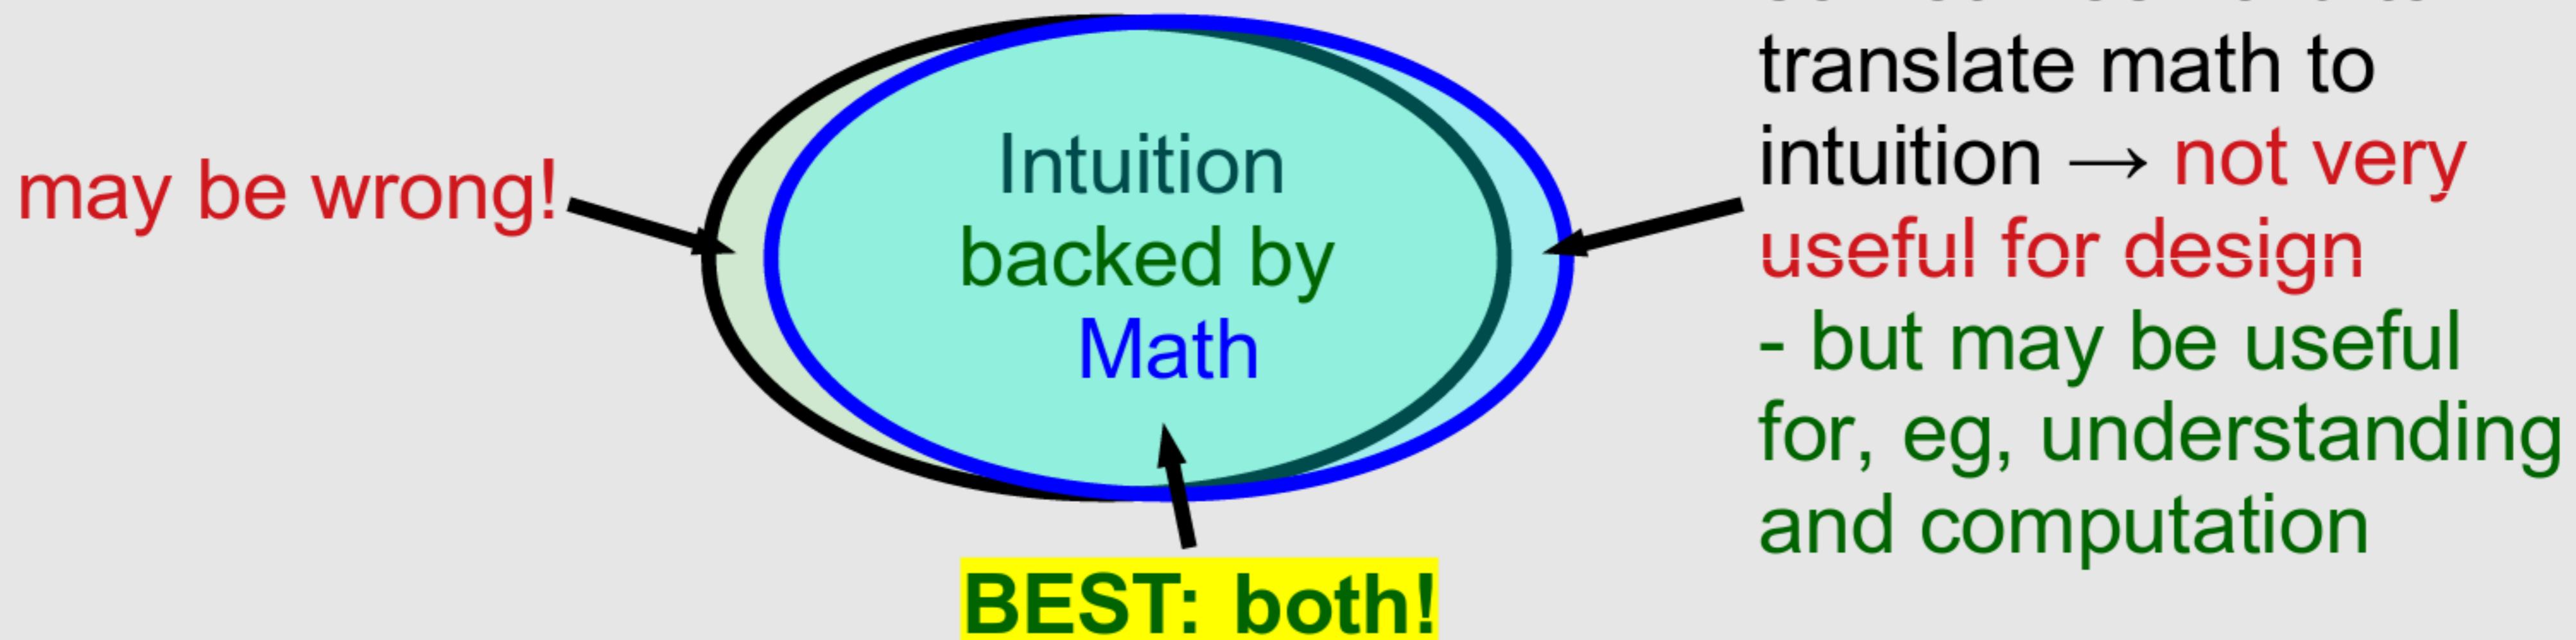 translate math to
intuition → not very
useful for design
- but may be useful
for, eg, understanding
and computation
may be wrong!
Intuition
backed by
Math
BEST: both!